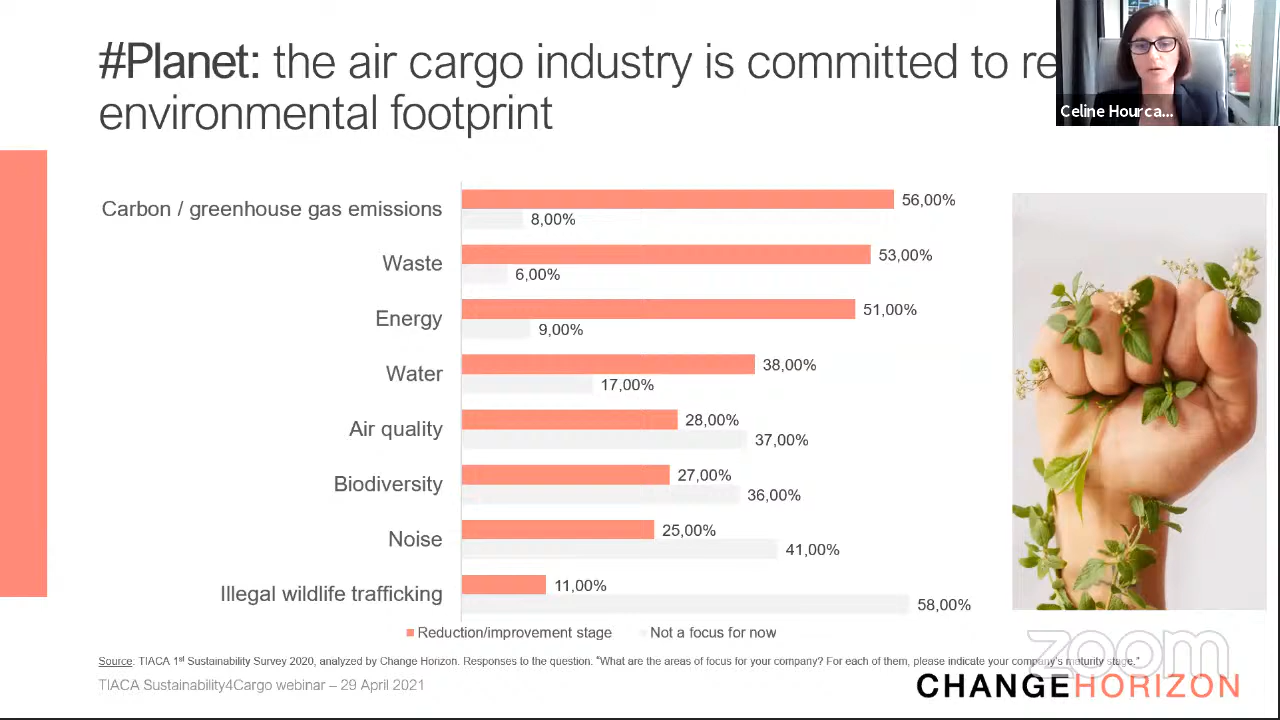 #Planet: the air cargo industry is committed to re
environmental footprint
Celine Hourca...
Carbon / greenhouse gas emissions
56,00%
8,00%
Waste
53,00%
6,00%
Energy
51,00%
9,00%
Water
38,00%
17,00%
Air quality
28,00%
37,00%
Biodiversity
27,00%
36,00%
Noise
25,00%
41,00%
Illegal wildlife trafficking
11,00%
58,00%
Reduction/improvement stage
Not a focus for now
zoom
Source. TIACA 1st Sustainability Survey 2020, analyzed by Change Horizon. Responses to the question. "What are the areas of focus for your company? For each of them, please indicate your company's maturity stage."
TIACA Sustainability4Cargo webinar – 29 April 2021
CHANGEHORIZON